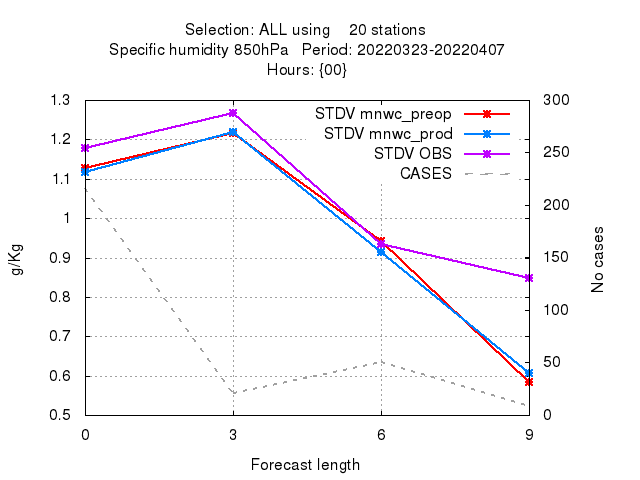 Selection: ALL using    20 stations
Specific humidity 850hPa   Period: 20220323-20220407
Hours: {00}
1.3
1.2
1.1
1
0.9
0.8
0.7
0.6
0.5
g/Kg
STDV mnwc_preop
STDV mnwc_prod
STDV OBS
CASES
300
250
200
150
100
50
0
No cases
0 3 6 9
Forecast length